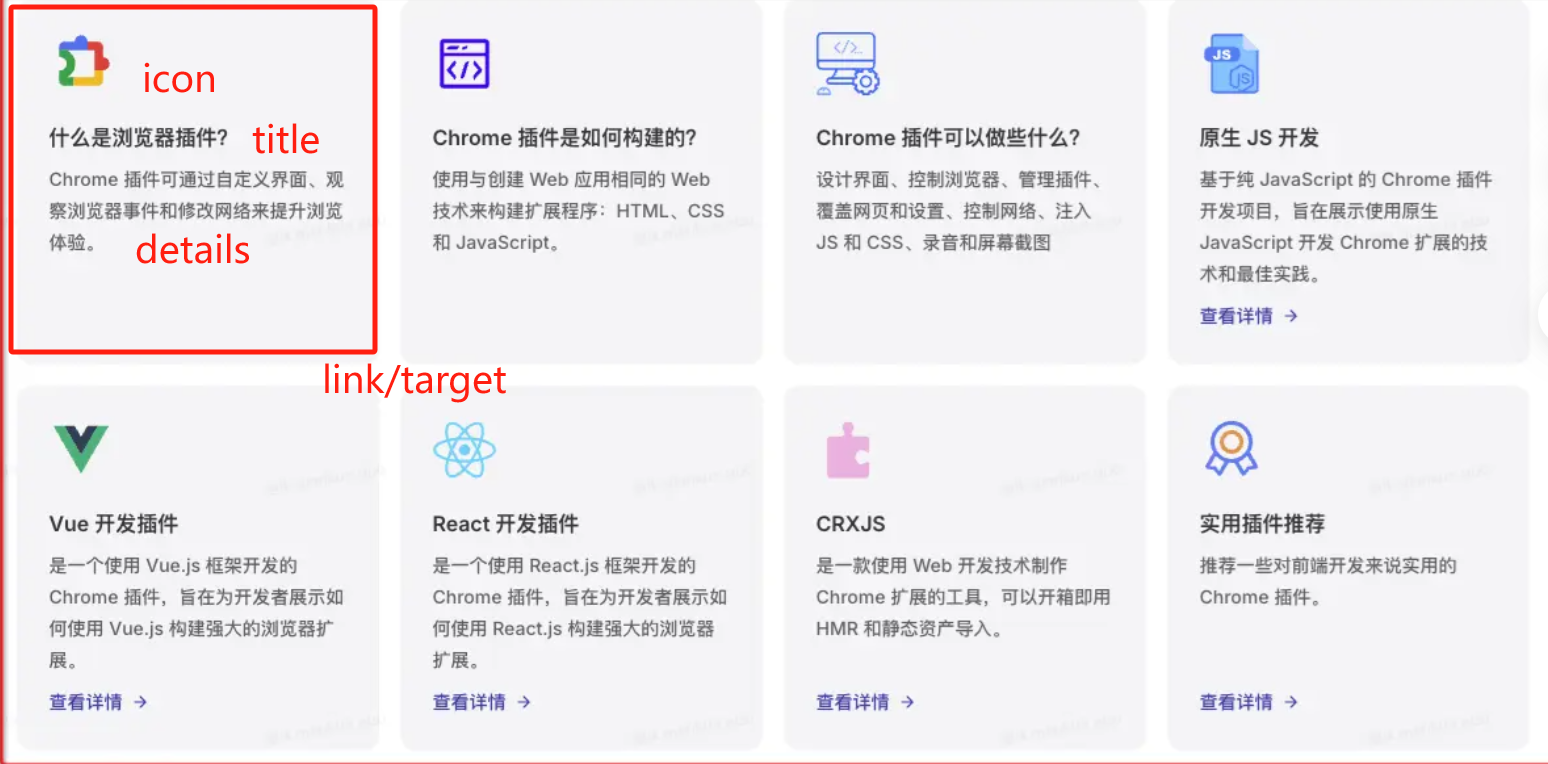 icon
什么是浏览器插件?
title
Chrome 插件可通过自定义界面、观
察浏览器事件和修改网络来提升浏览
体验。
details
</>
Chrome 插件是如何构建的?
使用与创建 Web 应用相同的 Web
技术来构建扩展程序：HTML、CSS
和 JavaScript。
</>_
Chrome 插件可以做些什么?
设计界面、控制浏览器、管理插件、
覆盖网页和设置、控制网络、注入
JS 和 CSS、录音和屏幕截图
JS
JS
原生 JS 开发
基于纯 JavaScript 的 Chrome 插件
开发项目，旨在展示使用原生
JavaScript 开发 Chrome 扩展的技
术和最佳实践。
查看详情 →
link/target
Vue 开发插件
是一个使用 Vue.js 框架开发的
Chrome 插件，旨在为开发者展示如
何使用 Vue.js 构建强大的浏览器扩
展。
查看详情 →
React 开发插件
是一个使用 React.js 框架开发的
Chrome 插件，旨在为开发者展示如
何使用 React.js 构建强大的浏览器
扩展。
查看详情 →
CRXJS
是一款使用 Web 开发技术制作
Chrome 扩展的工具，可以开箱即用
HMR 和静态资产导入。
查看详情 →
实用插件推荐
推荐一些对前端开发来说实用的
Chrome 插件。
查看详情 →